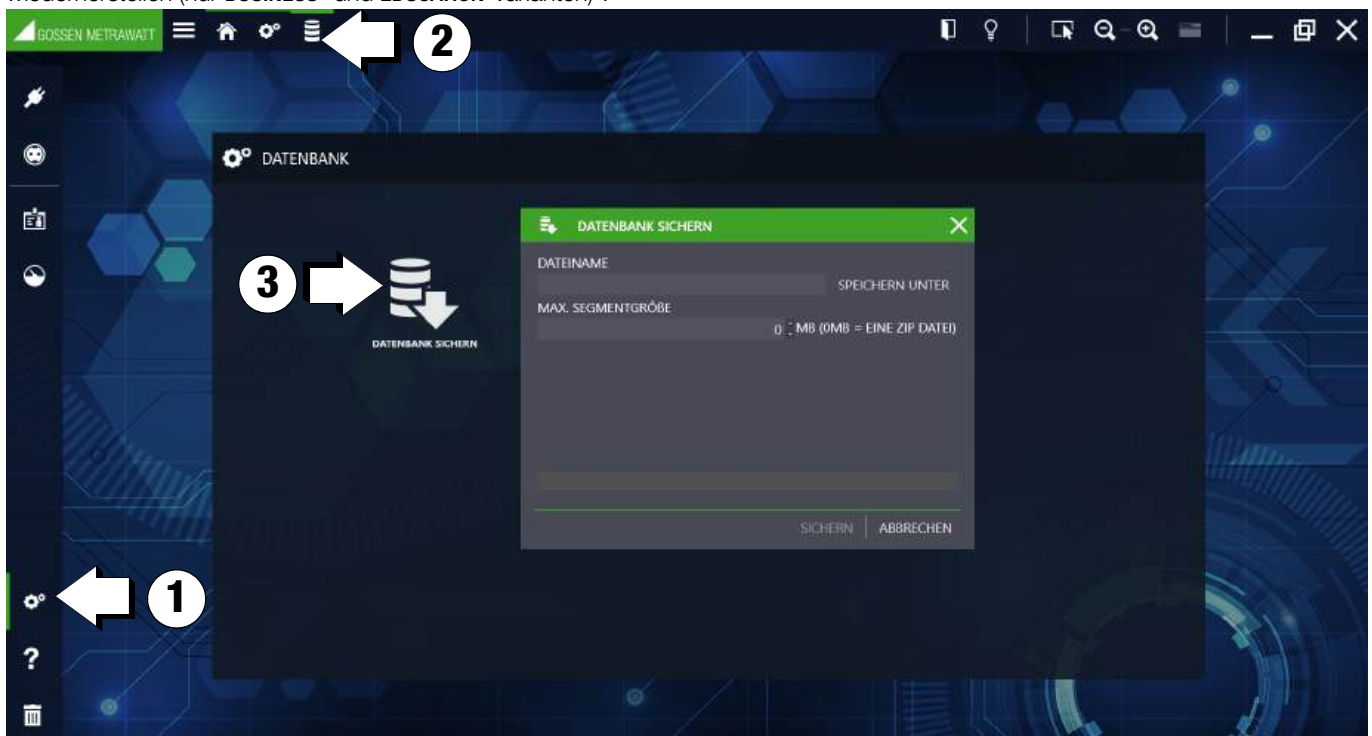 GOSSEN METRAWATT
2
DATENBANK
DATENBANK SICHERN
DATEINAME
3
SPEICHERN UNTER
MAX. SEGMENTGRÖßE
0 MB (0MB = EINE ZIP DATEI)
DATENBANK SICHERN
SICHERN | ABBRECHEN
1
?